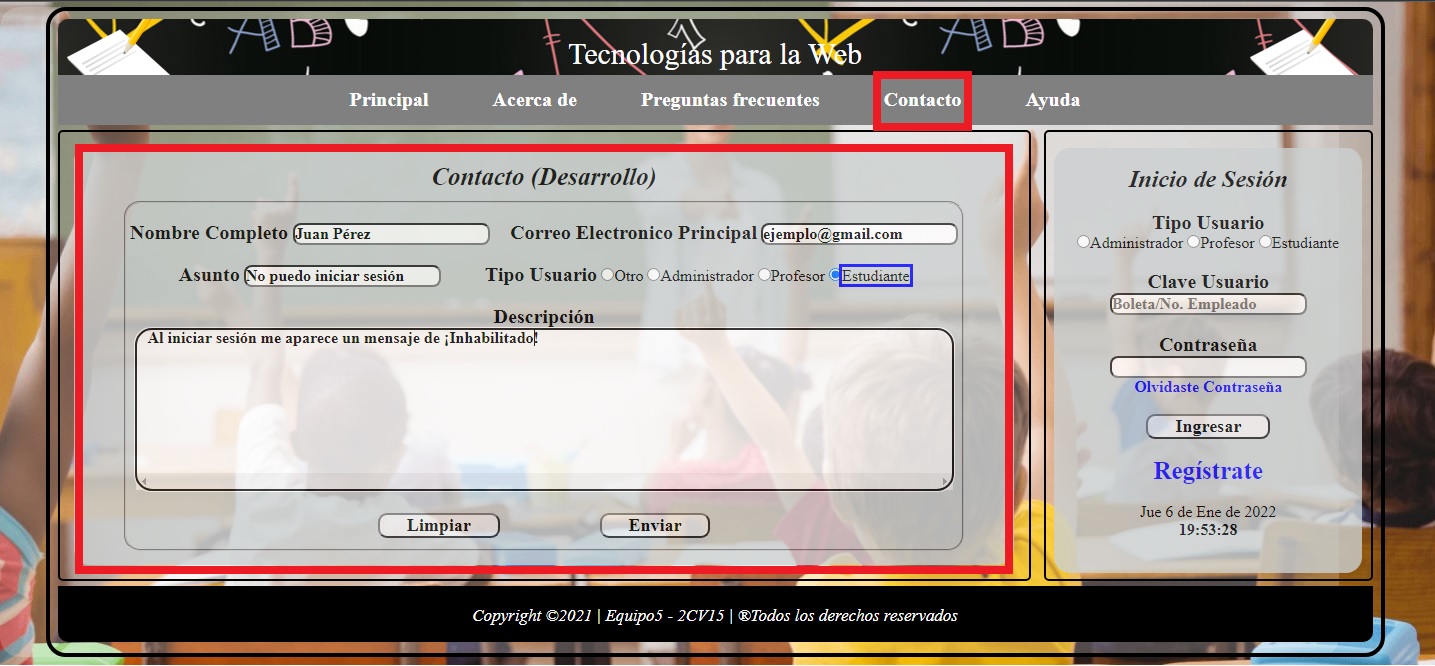 Tecnologías para la Web
Principal Acerca de Preguntas frecuentes Contacto Ayuda
Contacto (Desarrollo)
Nombre Completo Juan Pérez Correo Electronico Principal ejemplo@gmail.com
Asunto No puedo iniciar sesión Tipo Usuario Otro Administrador Profesor Estudiante
Descripción
Al iniciar sesión me aparece un mensaje de ¡Inhabilitado!
Limpiar Enviar
Inicio de Sesión
Tipo Usuario
Administrador Profesor Estudiante
Clave Usuario
Boleta/No. Empleado
Contraseña
Olvidaste Contraseña
Ingresar
Regístrate
Jue 6 de Ene de 2022
19:53:28
Copyright ©2021 | Equipo5 - 2CV15 | ®Todos los derechos reservados